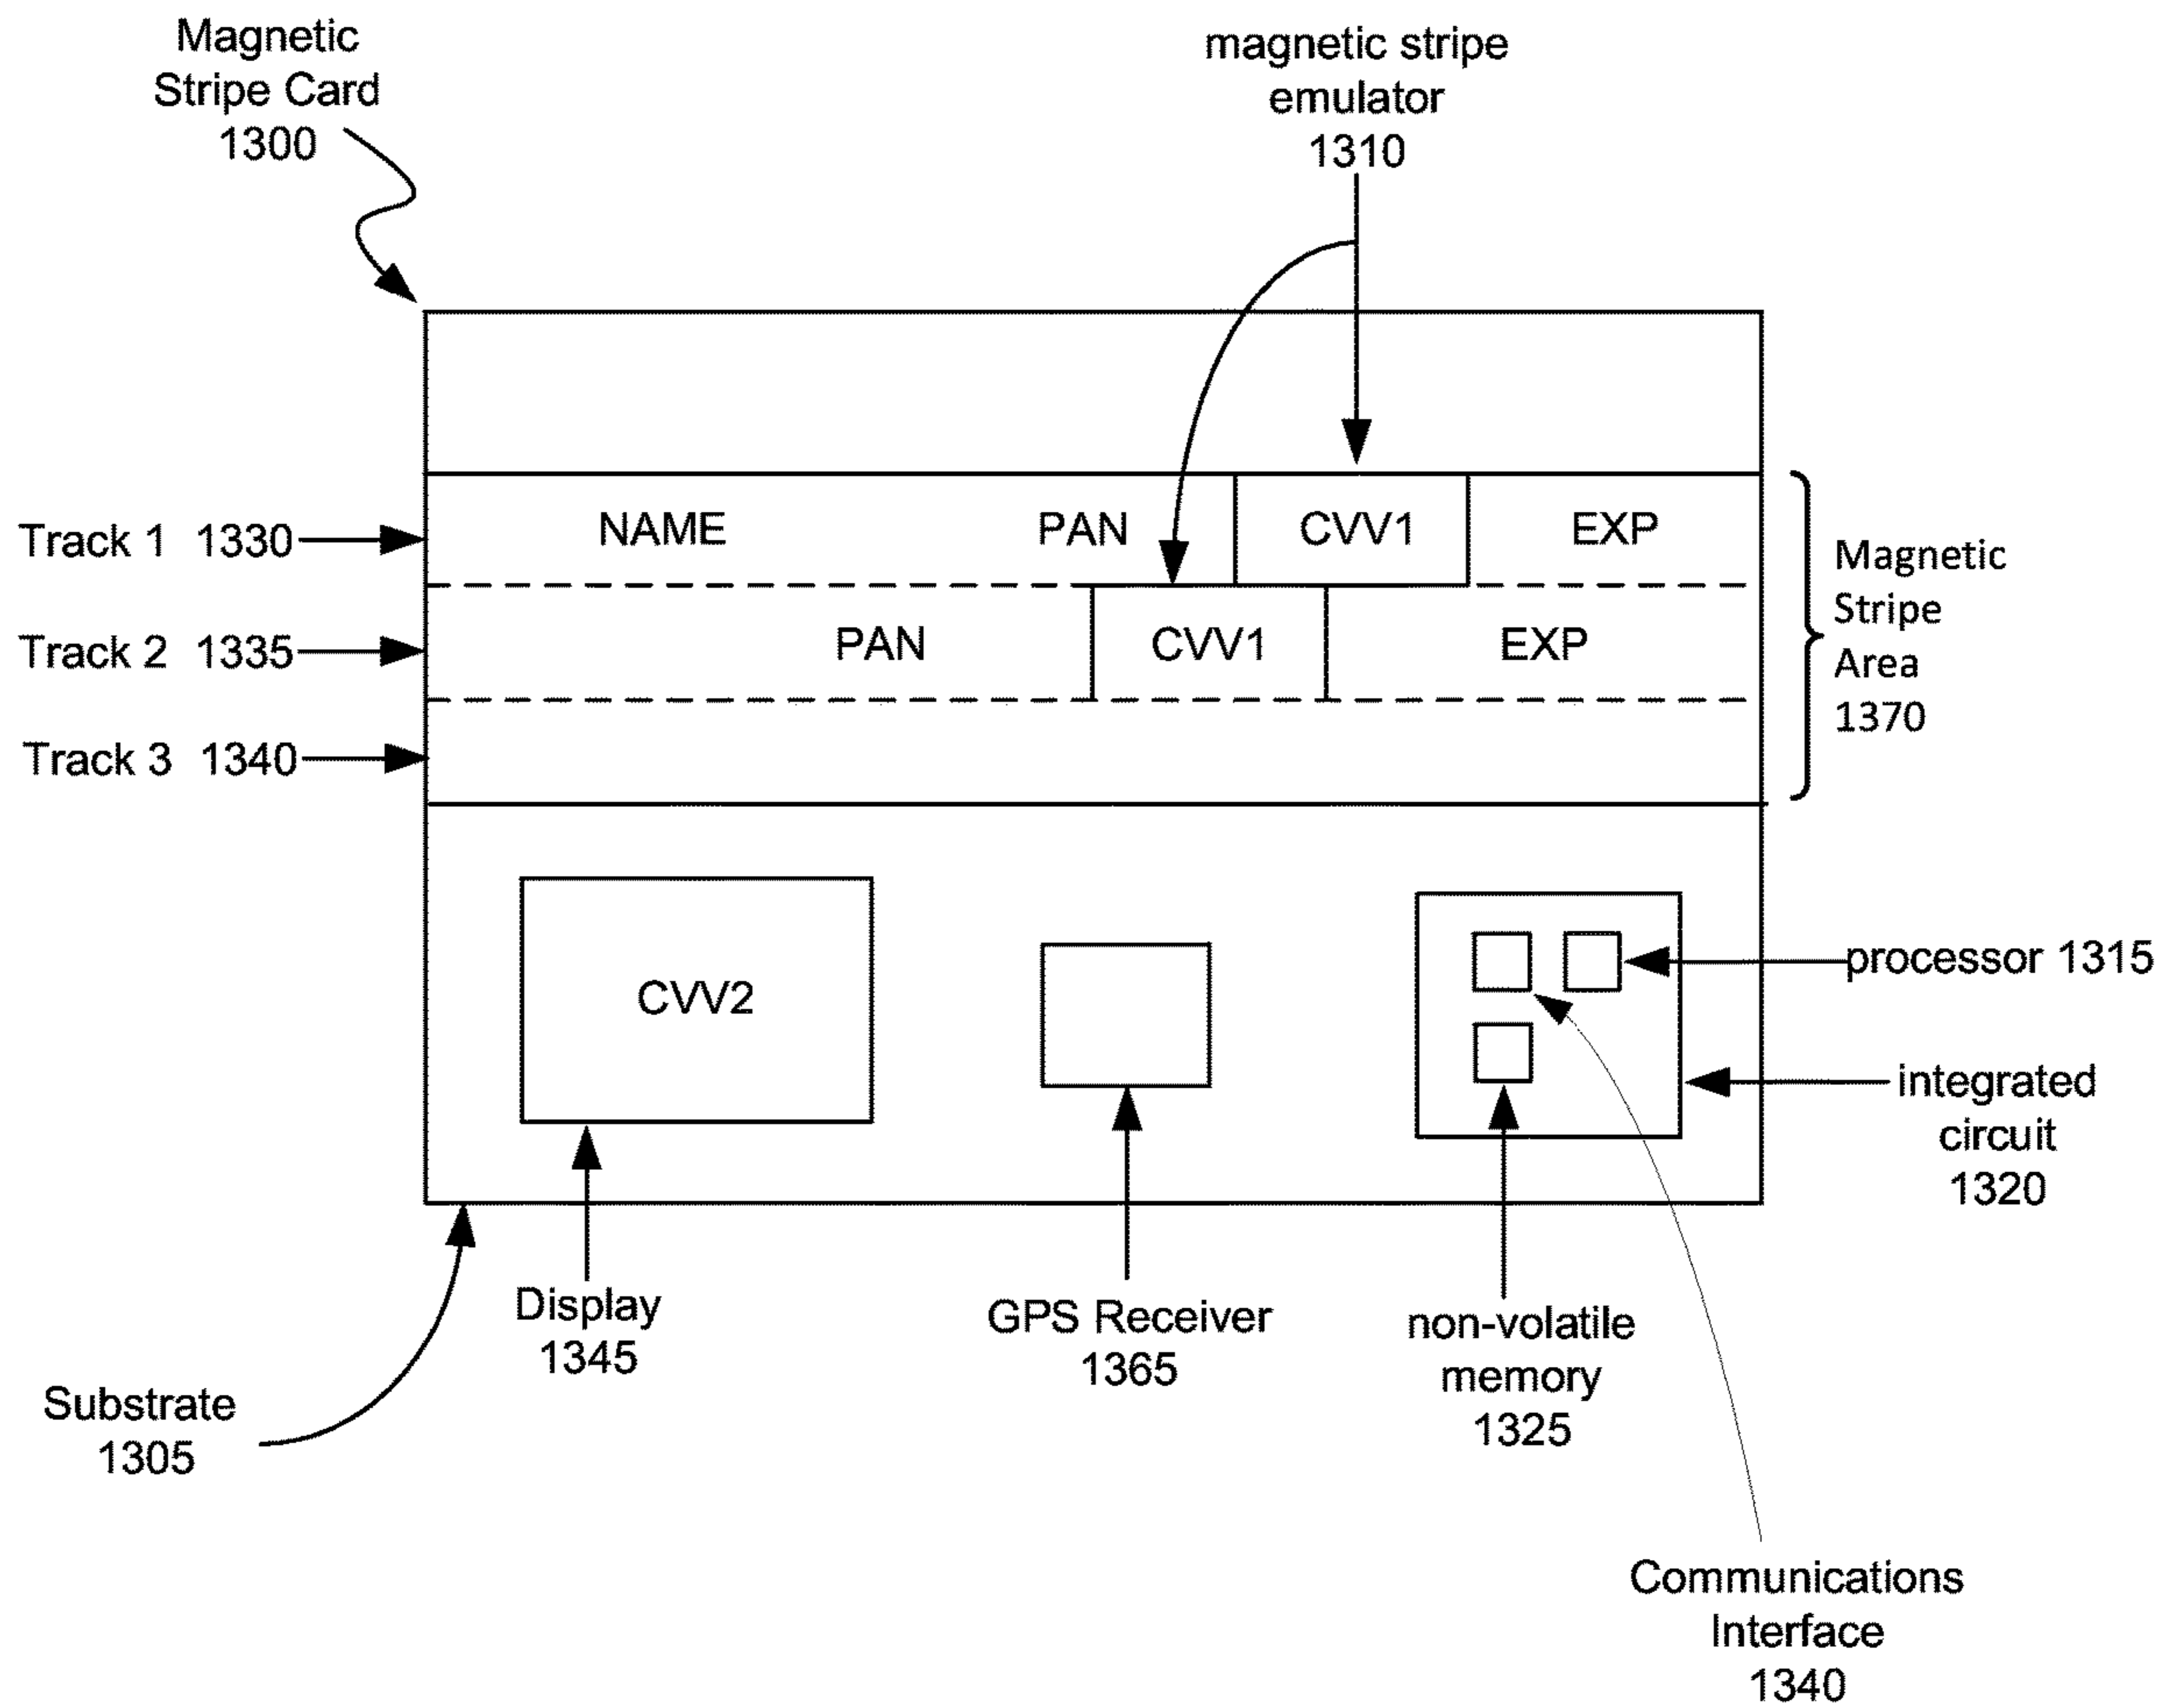 Magnetic
Stripe Card
1300
magnetic stripe
emulator
1310
Track 1 1330
NAME PAN CVV1 EXP
Track 2 1335
PAN CVV1 EXP
Track 3 1340
Magnetic
Stripe
Area
1370
CVV2
processor 1315
integrated
circuit
1320
Display
1345
GPS Receiver
1365
non-volatile
memory
1325
Substrate
1305
Communications
Interface
1340